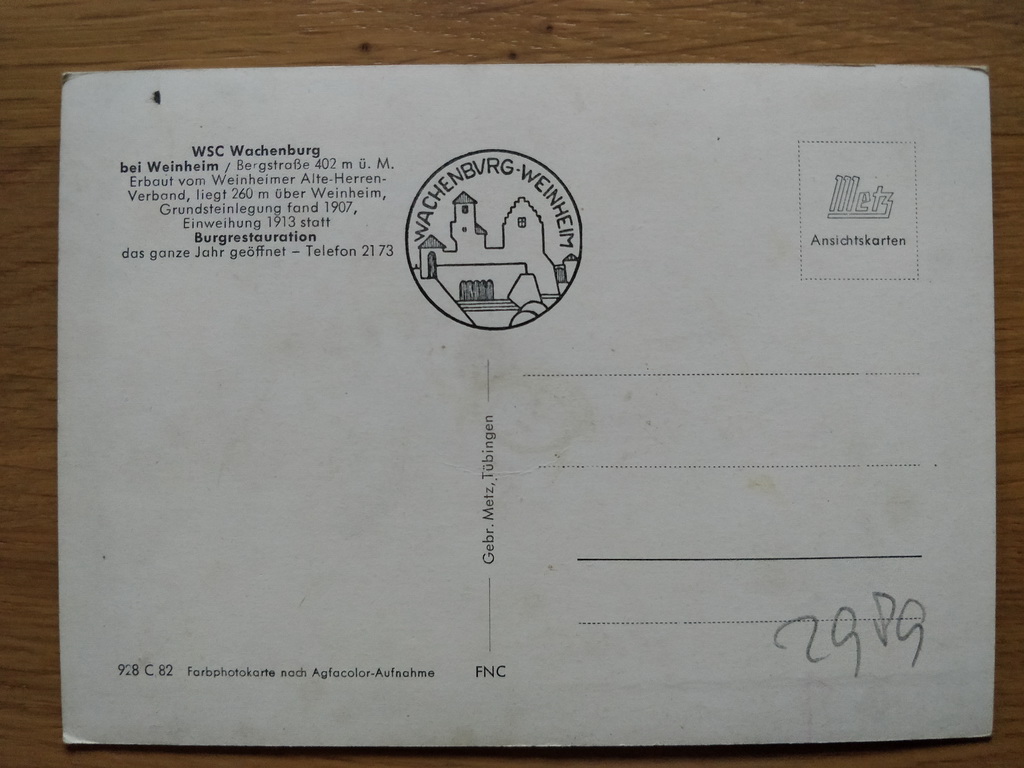 WSC Wachenburg
bei Weinheim / Bergstraße 402 m ü. M.
Erbaut vom Weinheimer Alte-Herren-
Verband, liegt 260 m über Weinheim,
Grundsteinlegung fand 1907,
Einweihung 1913 statt
Burgrestauration
das ganze Jahr geöffnet – Telefon 2173
WACHENBVRG·WEINHEIM
Metz
Ansichtskarten
Gebr. Metz, Tübingen
2989
928 C 82 Farbphotokarte nach Agfacolor-Aufnahme
FNC